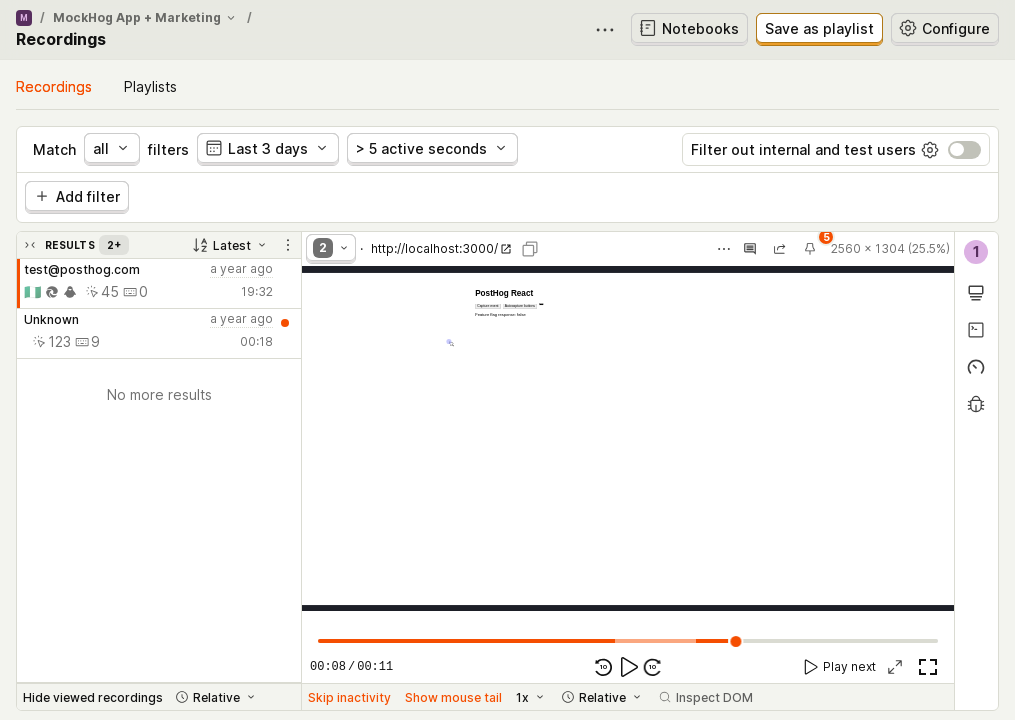 M / MockHog App + Marketing /
Recordings
Notebooks
Save as playlist
Configure
Recordings
Playlists
Match all filters Last 3 days > 5 active seconds
Filter out internal and test users
Add filter
RESULTS 2+
Latest
test@posthog.com a year ago
45 0 19:32
Unknown a year ago
123 9 00:18
No more results
Hide viewed recordings Relative
2 · http://localhost:3000/
5
2560 × 1304 (25.5%)
PostHog React
Capture event Autocapture button
Feature flag response: false
00:08 / 00:11
10 10
Play next
Skip inactivity Show mouse tail 1x Relative Inspect DOM
1